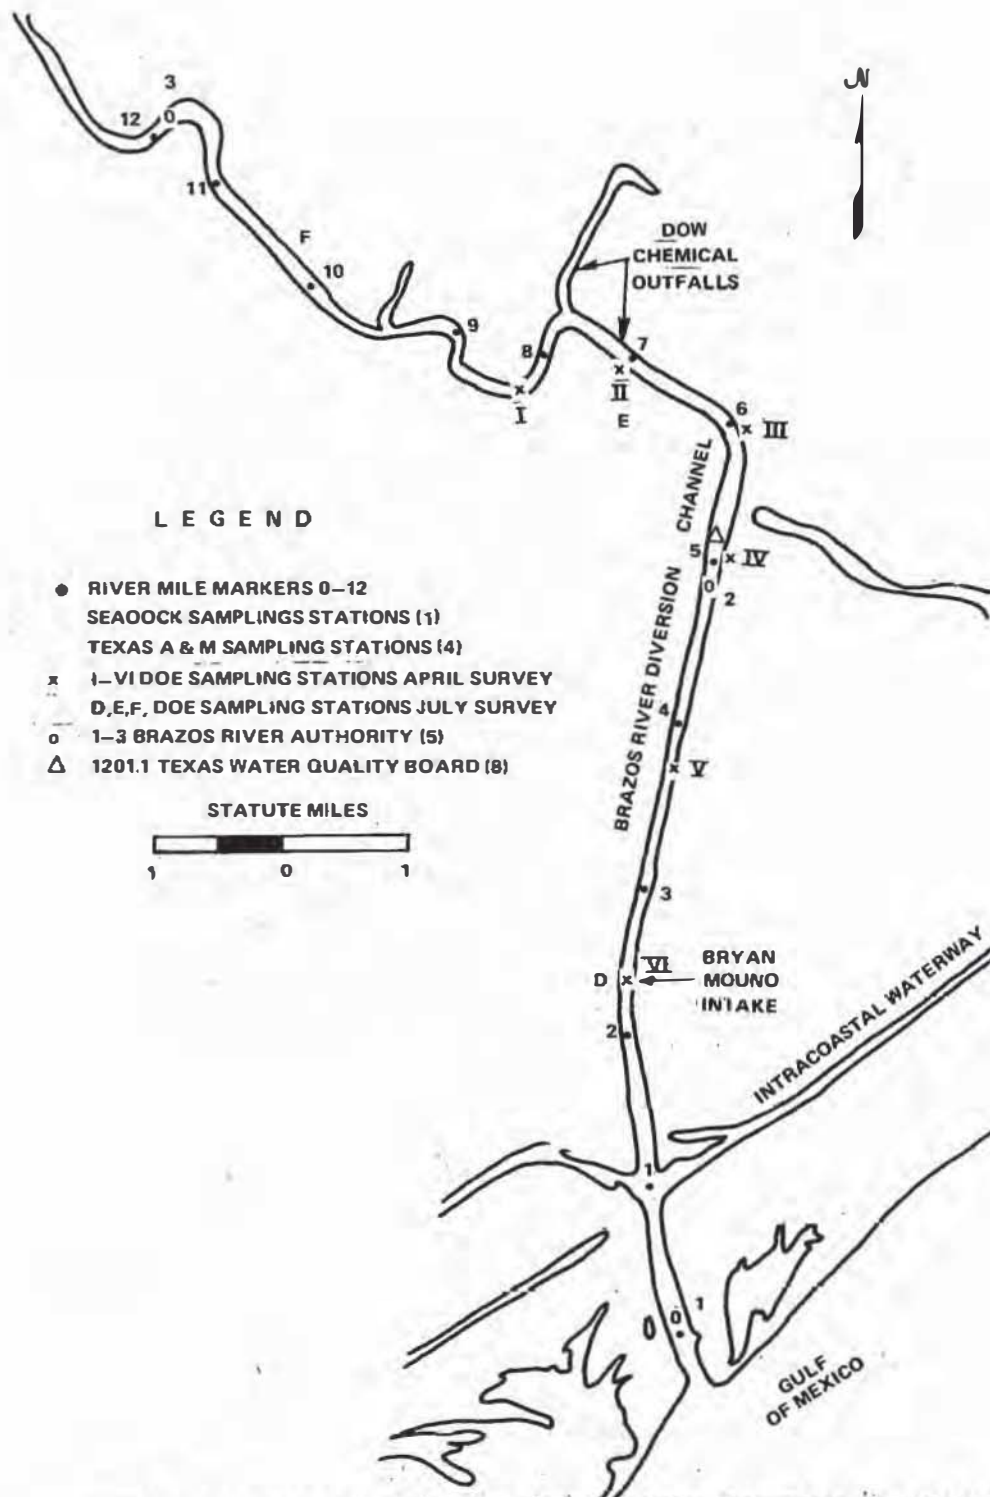 N
3
12
0
11
F
10
9
8
DOW
CHEMICAL
OUTFALLS
7
I
II
E
6
III
BRAZOS RIVER DIVERSION CHANNEL
5
IV
0
2
4
V
3
D
VI
BRYAN
MOUNO
INTAKE
2
INTRACOASTAL WATERWAY
1
0
1
GULF
OF MEXICO
LEGEND
RIVER MILE MARKERS 0-12
SEAOOCK SAMPLINGS STATIONS (1)
TEXAS A & M SAMPLING STATIONS (4)
x I-VI DOE SAMPLING STATIONS APRIL SURVEY
D,E,F, DOE SAMPLING STATIONS JULY SURVEY
o 1-3 BRAZOS RIVER AUTHORITY (5)
Δ 1201.1 TEXAS WATER QUALITY BOARD (8)
STATUTE MILES
1 0 1